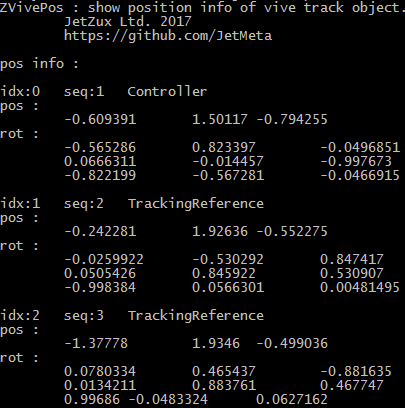 ZVivePos : show position info of vive track object.
JetZux Ltd. 2017
https://github.com/JetMeta
pos info :
idx:0 seq:1 Controller
pos :
-0.609391 1.50117 -0.794255
rot :
-0.565286 0.823397 -0.0496851
0.0666311 -0.014457 -0.997673
-0.822199 -0.567281 -0.0466915
idx:1 seq:2 TrackingReference
pos :
-0.242281 1.92636 -0.552275
rot :
-0.0259922 -0.530292 0.847417
0.0505426 0.845922 0.530907
-0.998384 0.0566301 0.00481495
idx:2 seq:3 TrackingReference
pos :
-1.37778 1.9346 -0.499036
rot :
0.0780334 0.465437 -0.881635
0.0134211 0.883761 0.467747
0.99686 -0.0483324 0.0627162